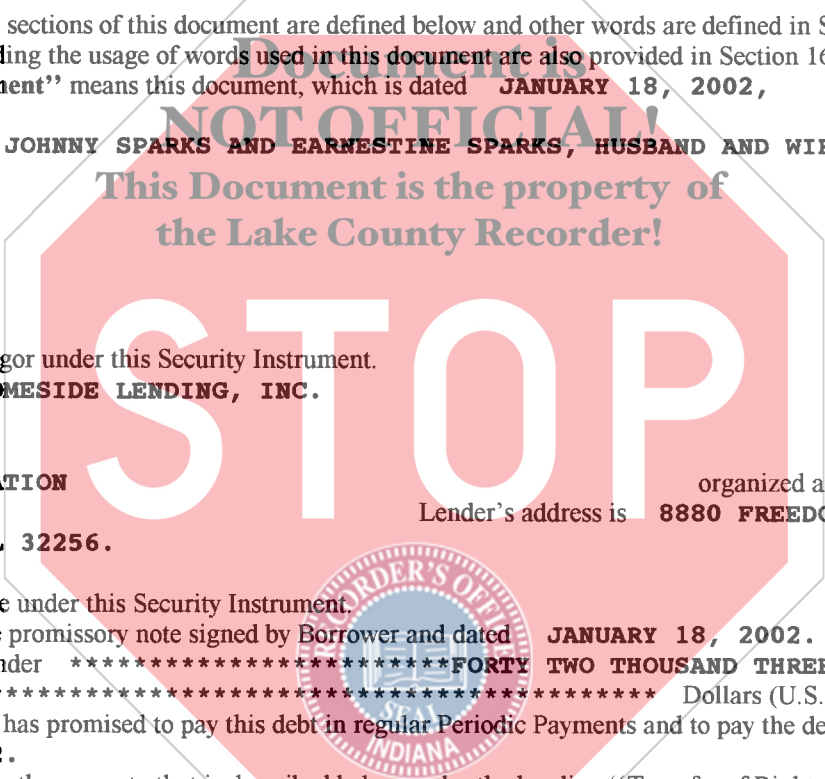 sections of this document are defined below and other words are defined in S
ding the usage of words used in this document are also provided in Section 16
ent” means this document, which is dated JANUARY 18, 2002,
Document is
NOT OFFICIAL!
JOHNNY SPARKS AND EARNESTINE SPARKS, HUSBAND AND WIF
This Document is the property of
the Lake County Recorder!
STOP
gor under this Security Instrument.
MESIDE LENDING, INC.
ATION organized a
Lender's address is 8880 FREEDO
32256.
e under this Security Instrument.
promissory note signed by Borrower and dated JANUARY 18, 2002.
nder ************************FORTY TWO THOUSAND THREE
***************************************** Dollars (U.S.
has promised to pay this debt in regular Periodic Payments and to pay the de
2.
RECORDER'S OFFICE
SEAL
INDIANA